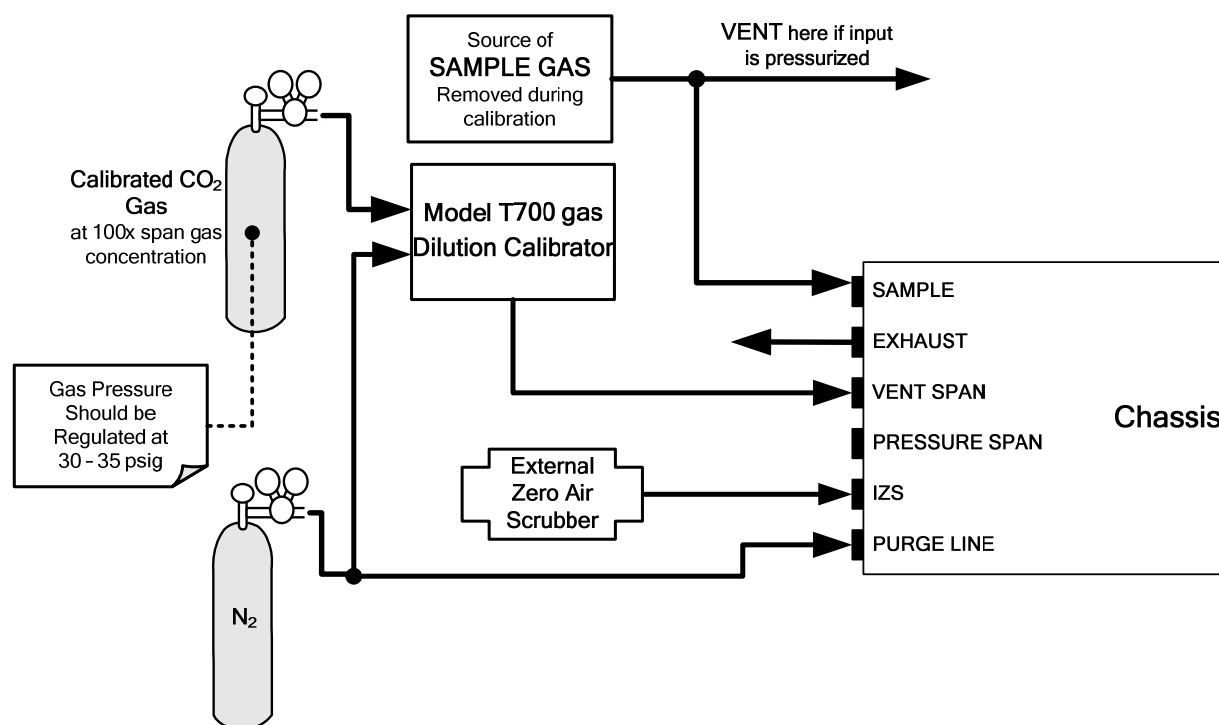 Source of
SAMPLE GAS
Removed during
calibration
VENT here if input
is pressurized
Calibrated CO₂
Gas
at 100x span gas
concentration
Model T700 gas
Dilution Calibrator
Gas Pressure
Should be
Regulated at
30 – 35 psig
External
Zero Air
Scrubber
N₂
SAMPLE
EXHAUST
VENT SPAN
PRESSURE SPAN
IZS
PURGE LINE
Chassis